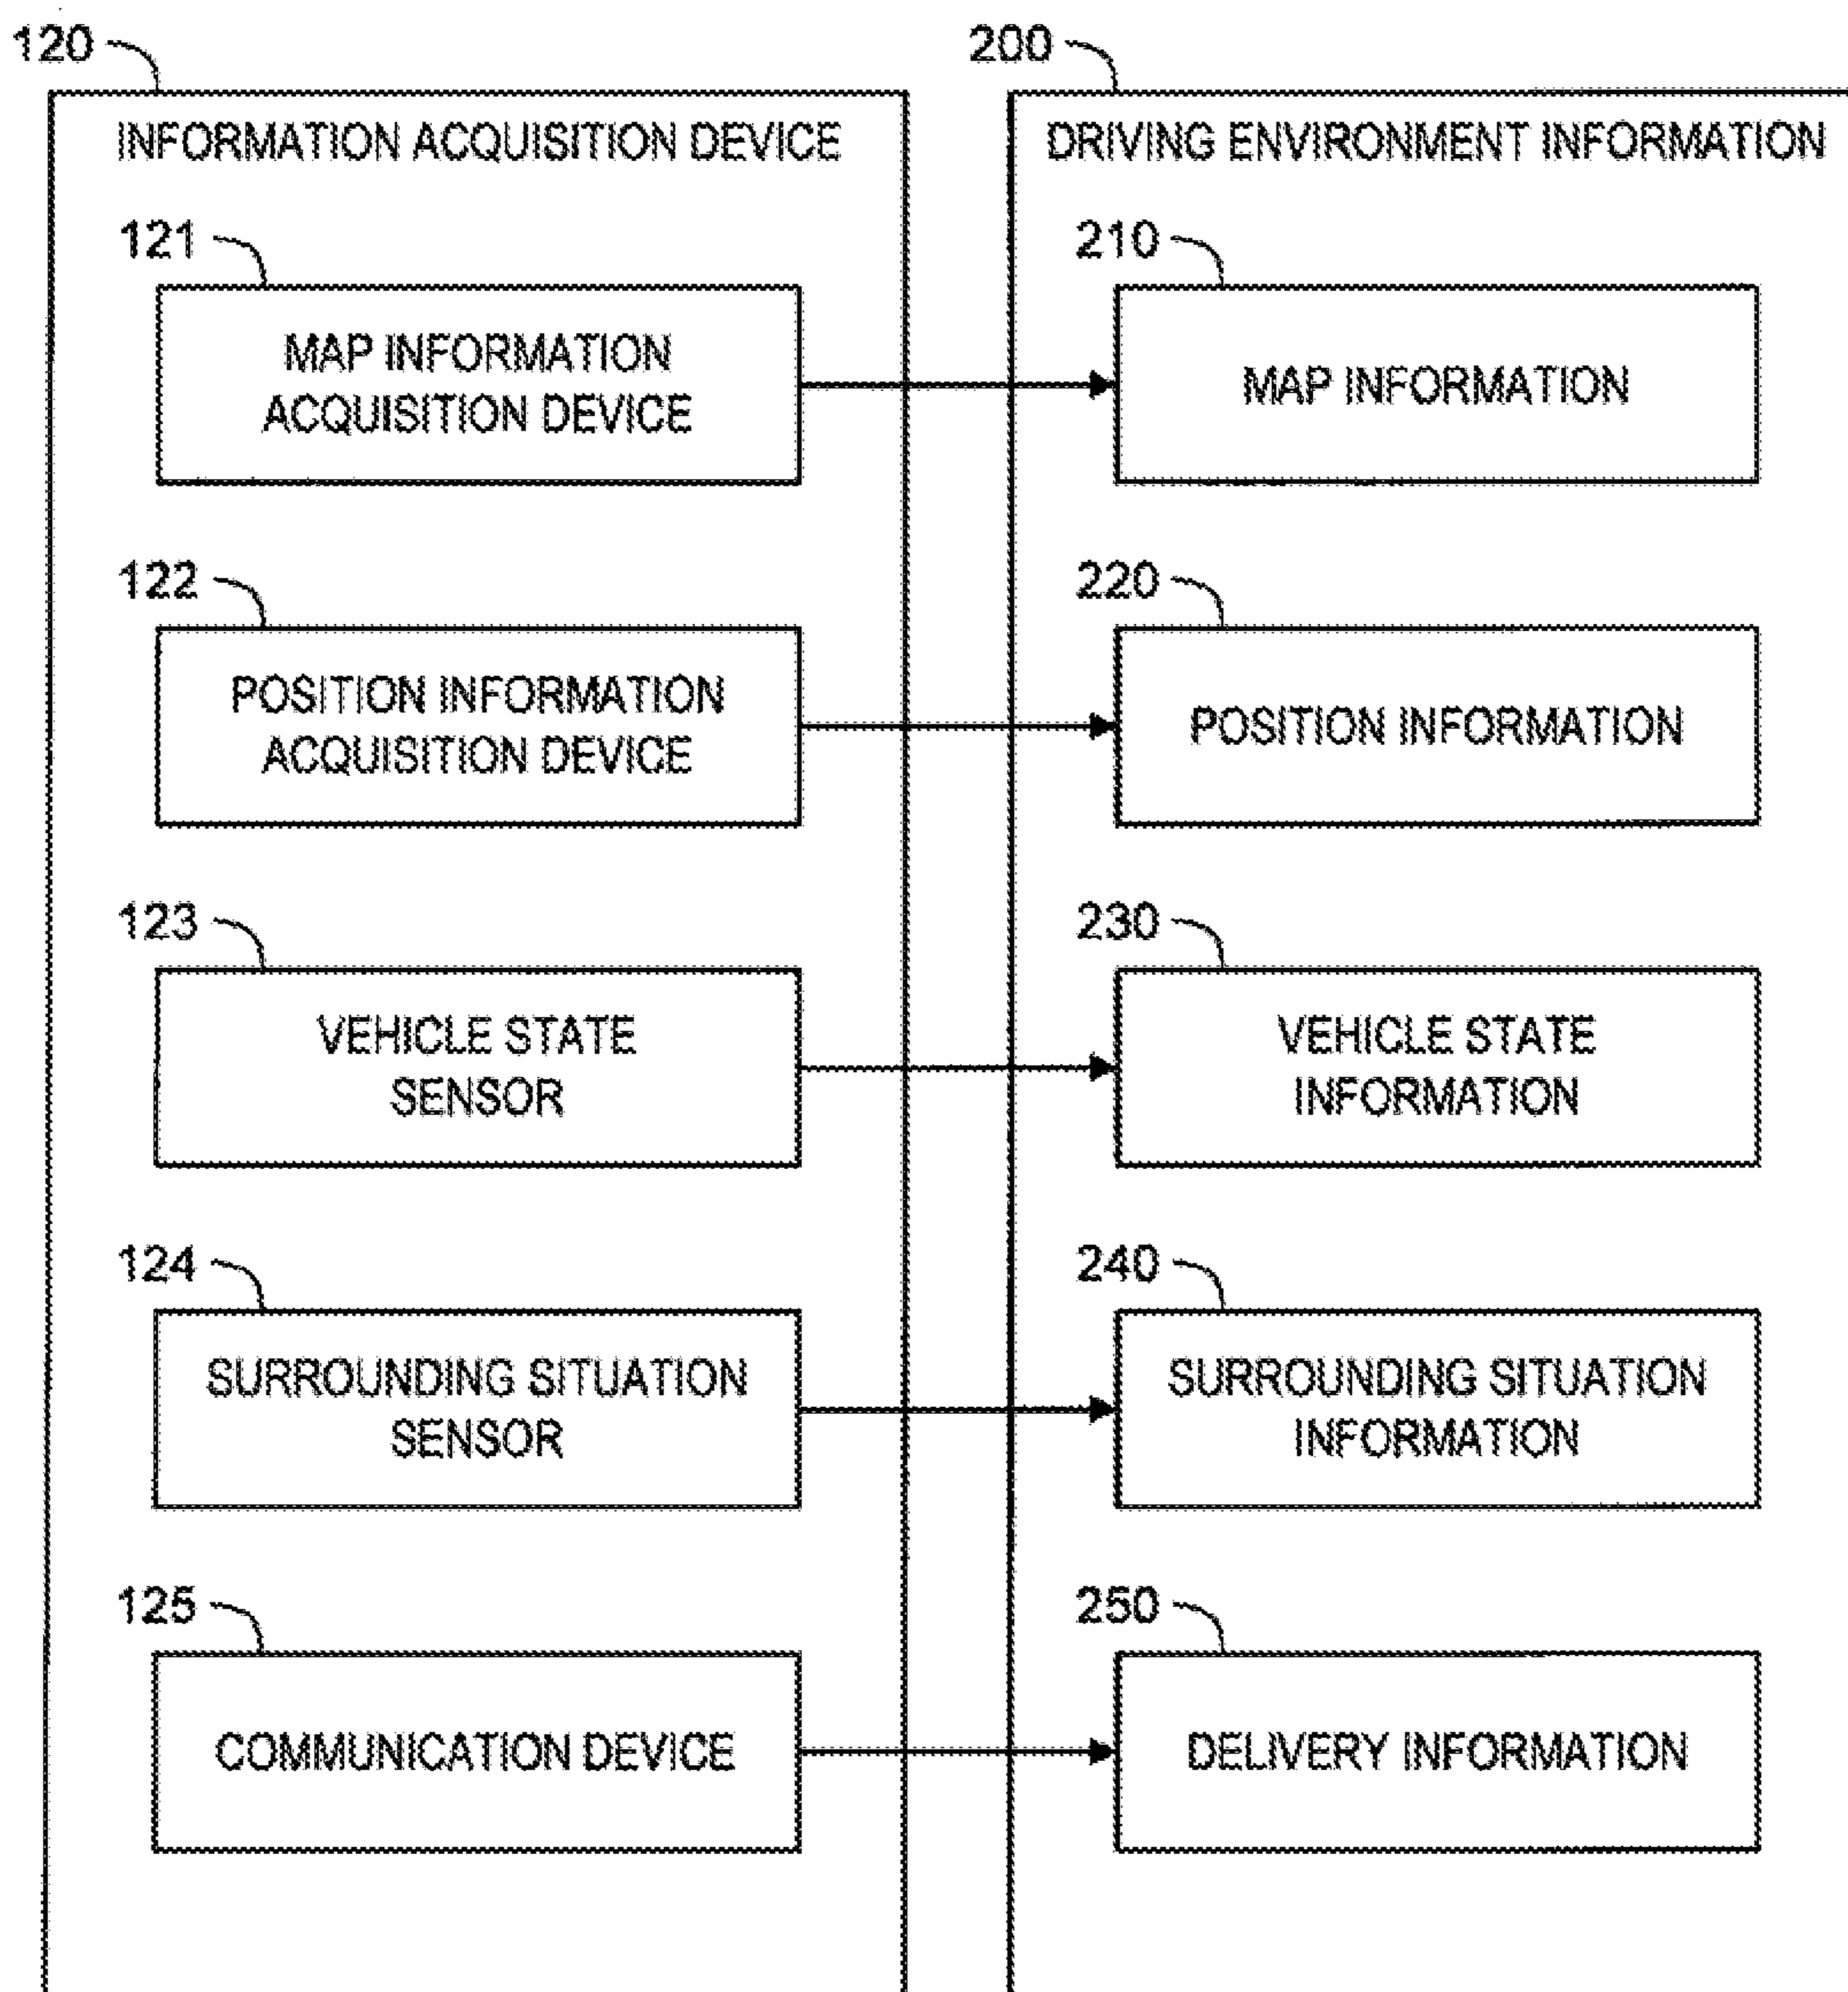 120
200
INFORMATION ACQUISITION DEVICE
DRIVING ENVIRONMENT INFORMATION
121
210
MAP INFORMATION
ACQUISITION DEVICE
MAP INFORMATION
122
220
POSITION INFORMATION
ACQUISITION DEVICE
POSITION INFORMATION
123
230
VEHICLE STATE
SENSOR
VEHICLE STATE
INFORMATION
124
240
SURROUNDING SITUATION
SENSOR
SURROUNDING SITUATION
INFORMATION
125
250
COMMUNICATION DEVICE
DELIVERY INFORMATION